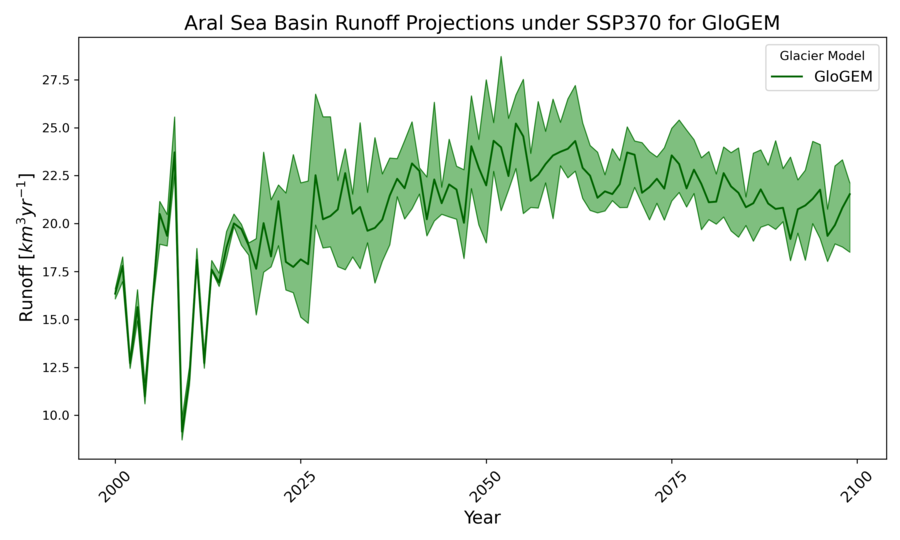 Aral Sea Basin Runoff Projections under SSP370 for GloGEM
Glacier Model
GloGEM
27.5
25.0
22.5
20.0
17.5
15.0
12.5
10.0
Runoff [km³yr⁻¹]
2000
2025
2050
2075
2100
Year